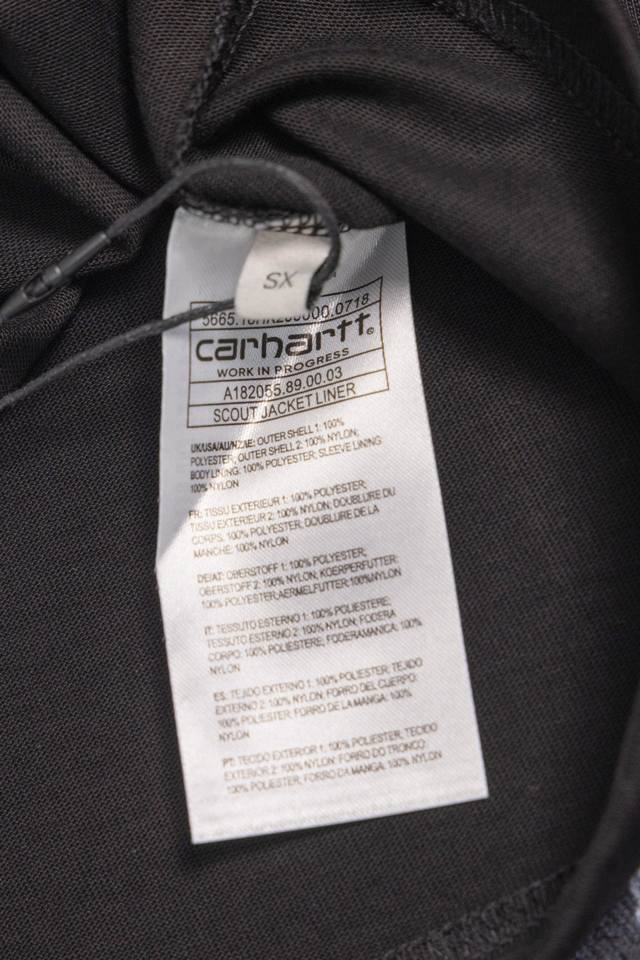 SX
carhartt®
WORK IN PROGRESS
A182055.89.00.03
SCOUT JACKET LINER
UK/USA/AU/NZ/AE: OUTER SHELL 1: 100%
POLYESTER; OUTER SHELL 2: 100% NYLON;
BODY LINING: 100% POLYESTER; SLEEVE LINING
100% NYLON
FR: TISSU EXTERIEUR 1: 100% POLYESTER;
TISSU EXTERIEUR 2: 100% NYLON; DOUBLURE DU
CORPS: 100% POLYESTER; DOUBLURE DE LA
MANCHE: 100% NYLON
DE/AT: OBERSTOFF 1: 100% POLYESTER;
OBERSTOFF 2: 100% NYLON; KOERPERFUTTER:
100% POLYESTER;AERMELFUTTER:100%NYLON
IT: TESSUTO ESTERNO 1: 100% POLIESTERE;
TESSUTO ESTERNO 2: 100% NYLON; FODERA
CORPO: 100% POLIESTERE; FODERAMANICA: 100%
NYLON
ES: TEJIDO EXTERNO 1: 100% POLIESTER; TEJIDO
EXTERNO 2: 100% NYLON; FORRO DEL CUERPO:
100% POLIESTER; FORRO DE LA MANGA: 100%
NYLON
PT: TECIDO EXTERIOR 1: 100% POLIESTER; TECIDO
EXTERIOR 2: 100% NYLON; FORRO DO TRONCO:
100% POLIESTER; FORRO DA MANGA: 100% NYLON